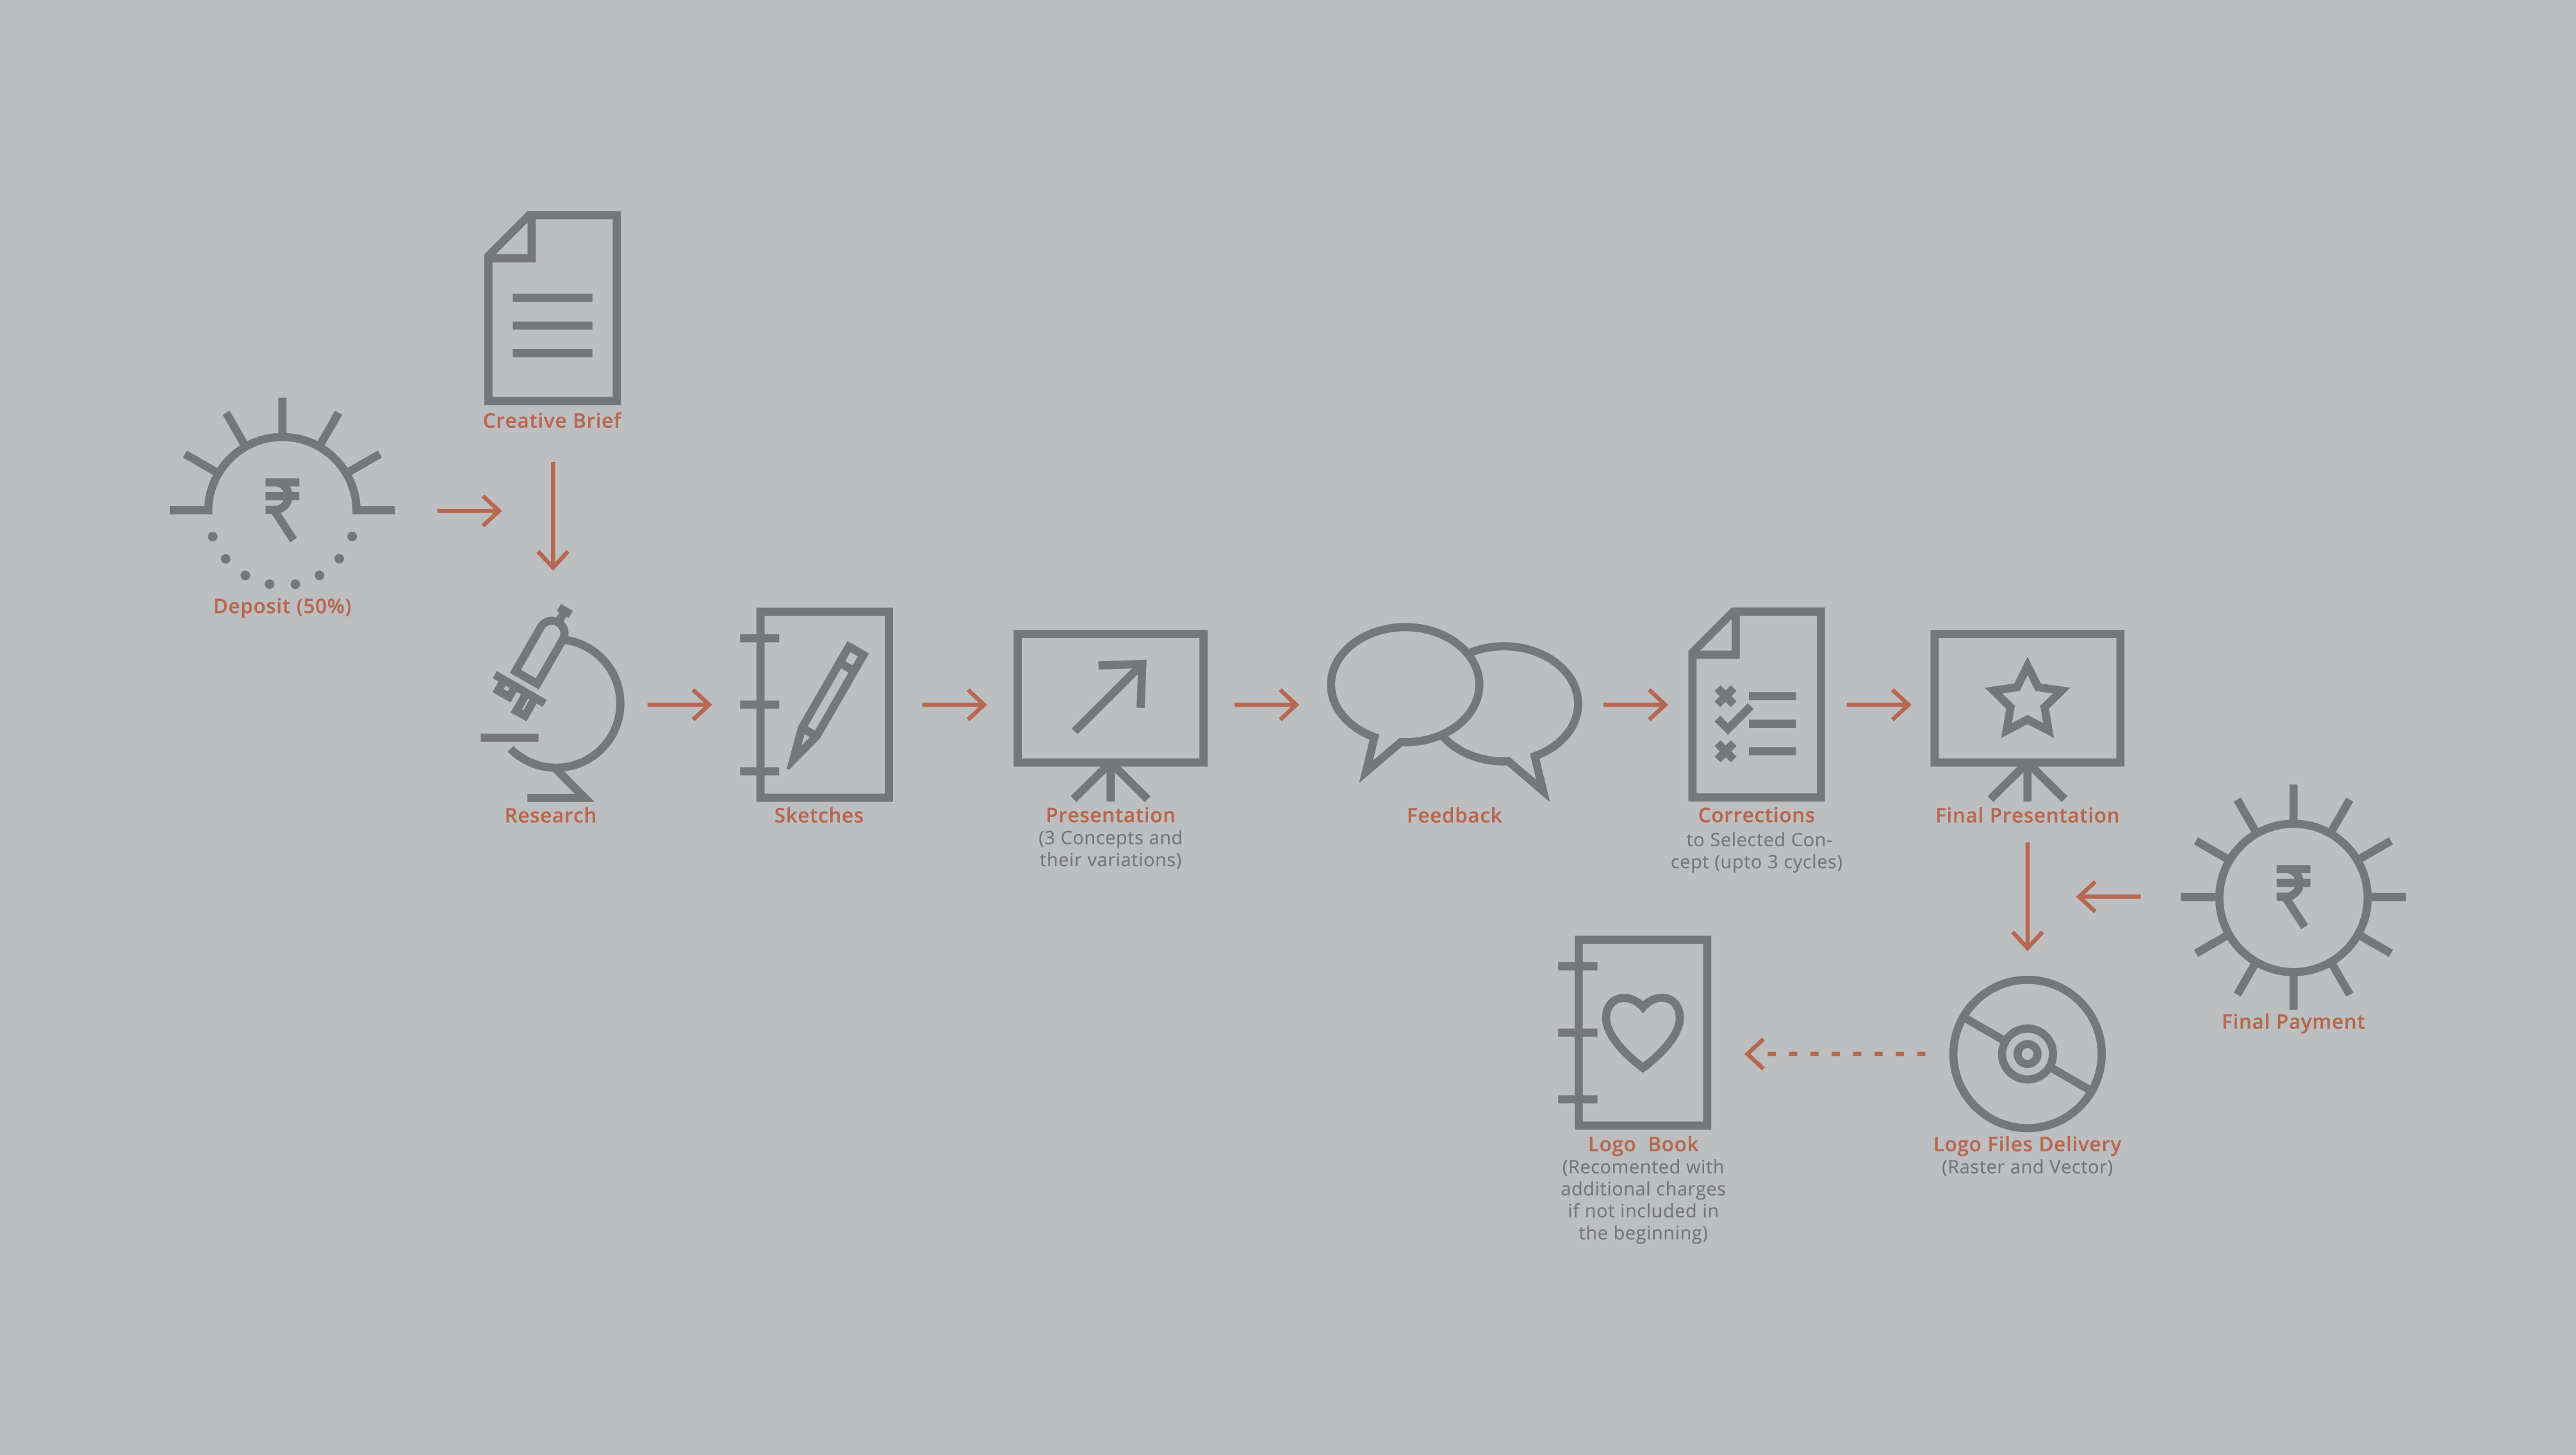 Creative Brief
₹
Deposit (50%)
Research
Sketches
Presentation
(3 Concepts and
their variations)
Feedback
Corrections
to Selected Con-
cept (upto 3 cycles)
Final Presentation
₹
Final Payment
Logo Files Delivery
(Raster and Vector)
Logo  Book
(Recomented with
additional charges
if not included in
the beginning)